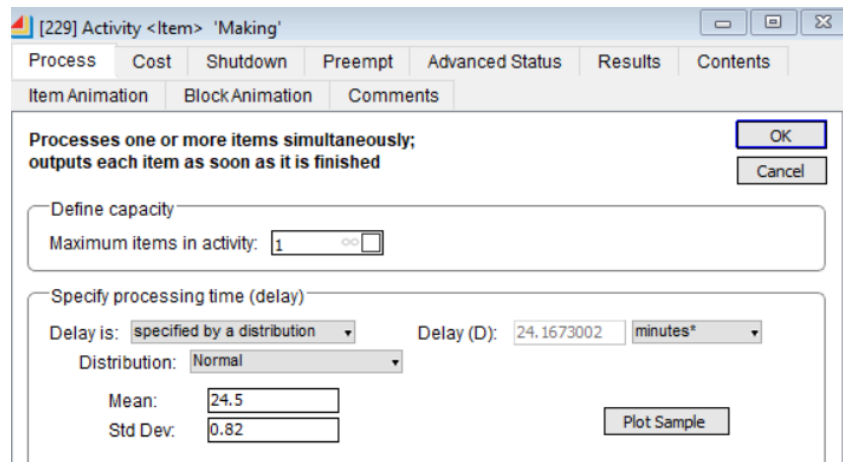 [229] Activity <Item> 'Making'
Process Cost Shutdown Preempt Advanced Status Results Contents
Item Animation Block Animation Comments
Processes one or more items simultaneously;
outputs each item as soon as it is finished
OK
Cancel
Define capacity
Maximum items in activity: 1 ∞
Specify processing time (delay)
Delay is: specified by a distribution Delay (D): 24.1673002 minutes*
Distribution: Normal
Mean: 24.5
Std Dev: 0.82
Plot Sample